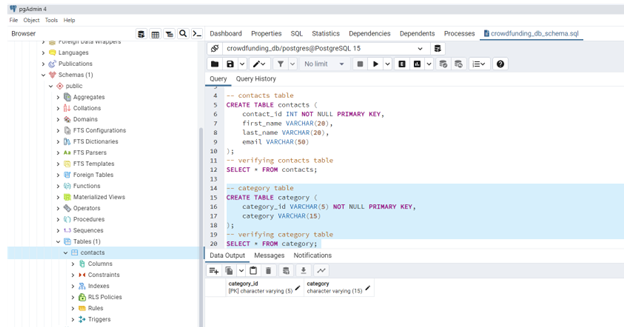 pgAdmin 4
File Object Tools Help
Browser
Dashboard Properties SQL Statistics Dependencies Dependents Processes crowdfunding_db_schema.sql
Foreign Data Wrappers
Languages
Publications
Schemas (1)
public
Aggregates
Collations
Domains
FTS Configurations
FTS Dictionaries
FTS Parsers
FTS Templates
Foreign Tables
Functions
Materialized Views
Operators
Procedures
1..3 Sequences
Tables (1)
contacts
Columns
Constraints
Indexes
RLS Policies
Rules
Triggers
crowdfunding_db/postgres@PostgreSQL 15
No limit
Query Query History
3
4 -- contacts table
5 CREATE TABLE contacts (
6 contact_id INT NOT NULL PRIMARY KEY,
7 first_name VARCHAR(20),
8 last_name VARCHAR(20),
9 email VARCHAR(50)
10 );
11 -- verifying contacts table
12 SELECT * FROM contacts;
13
14 -- category table
15 CREATE TABLE category (
16 category_id VARCHAR(5) NOT NULL PRIMARY KEY,
17 category VARCHAR(15)
18 );
19 -- verifying category table
20 SELECT * FROM category;
Data Output Messages Notifications
category_id category
[PK] character varying (5) character varying (15)